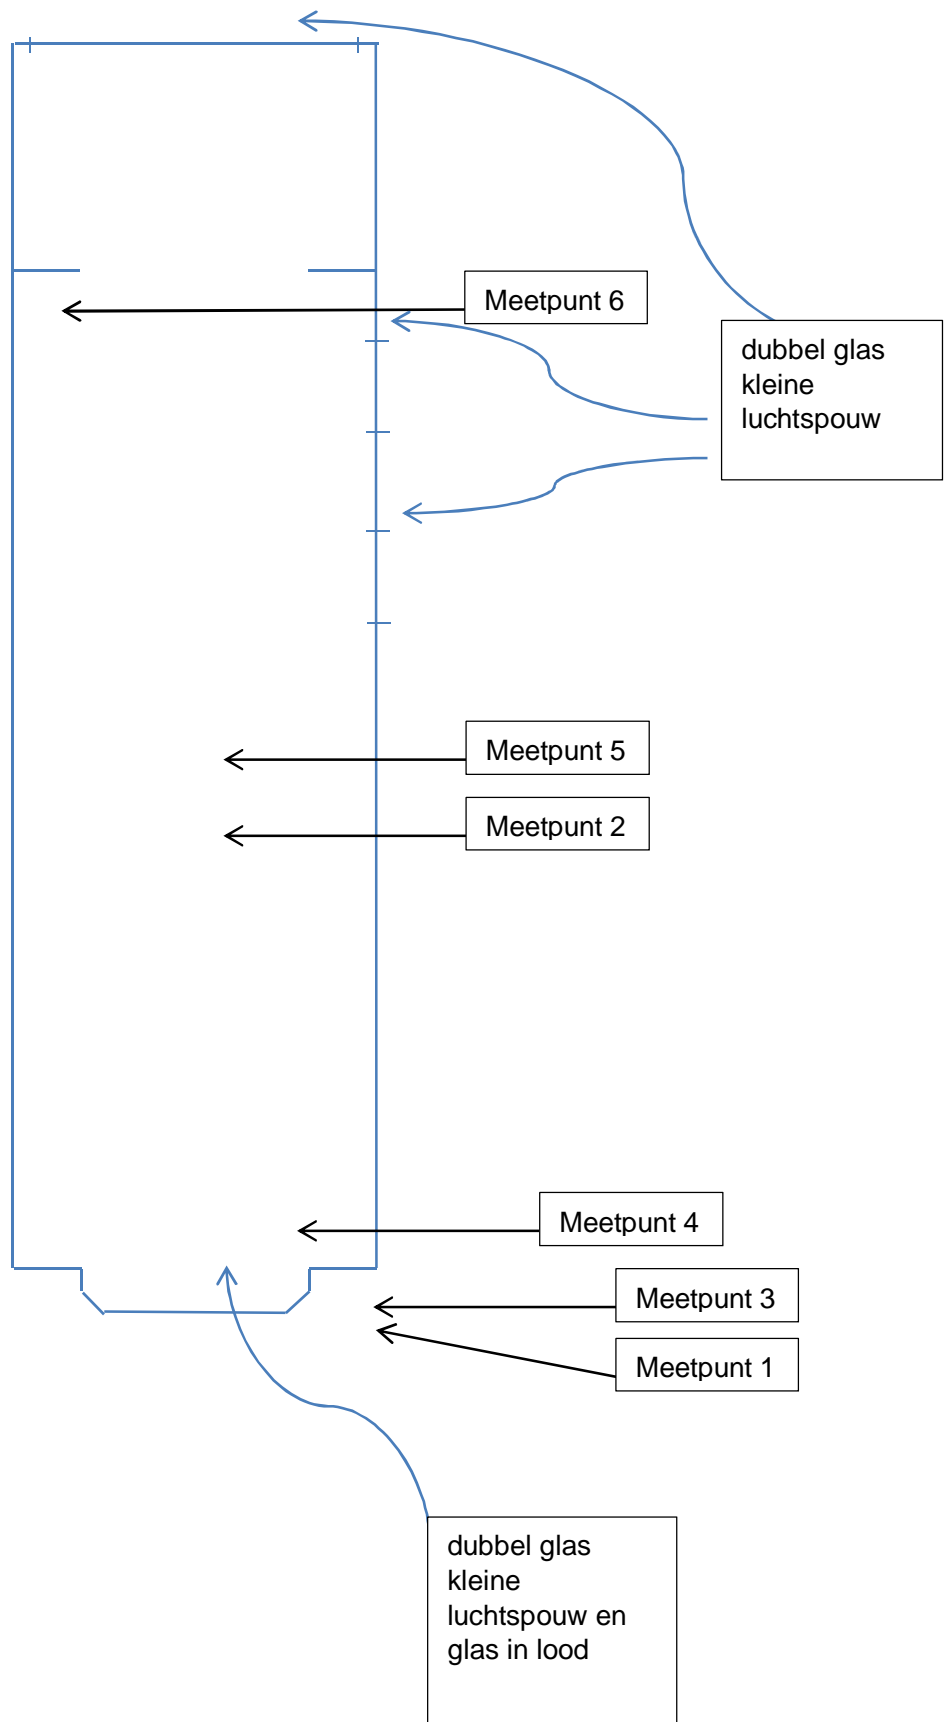 Meetpunt 6
dubbel glas
kleine
luchtspouw
Meetpunt 5
Meetpunt 2
Meetpunt 4
Meetpunt 3
Meetpunt 1
dubbel glas
kleine
luchtspouw en
glas in lood